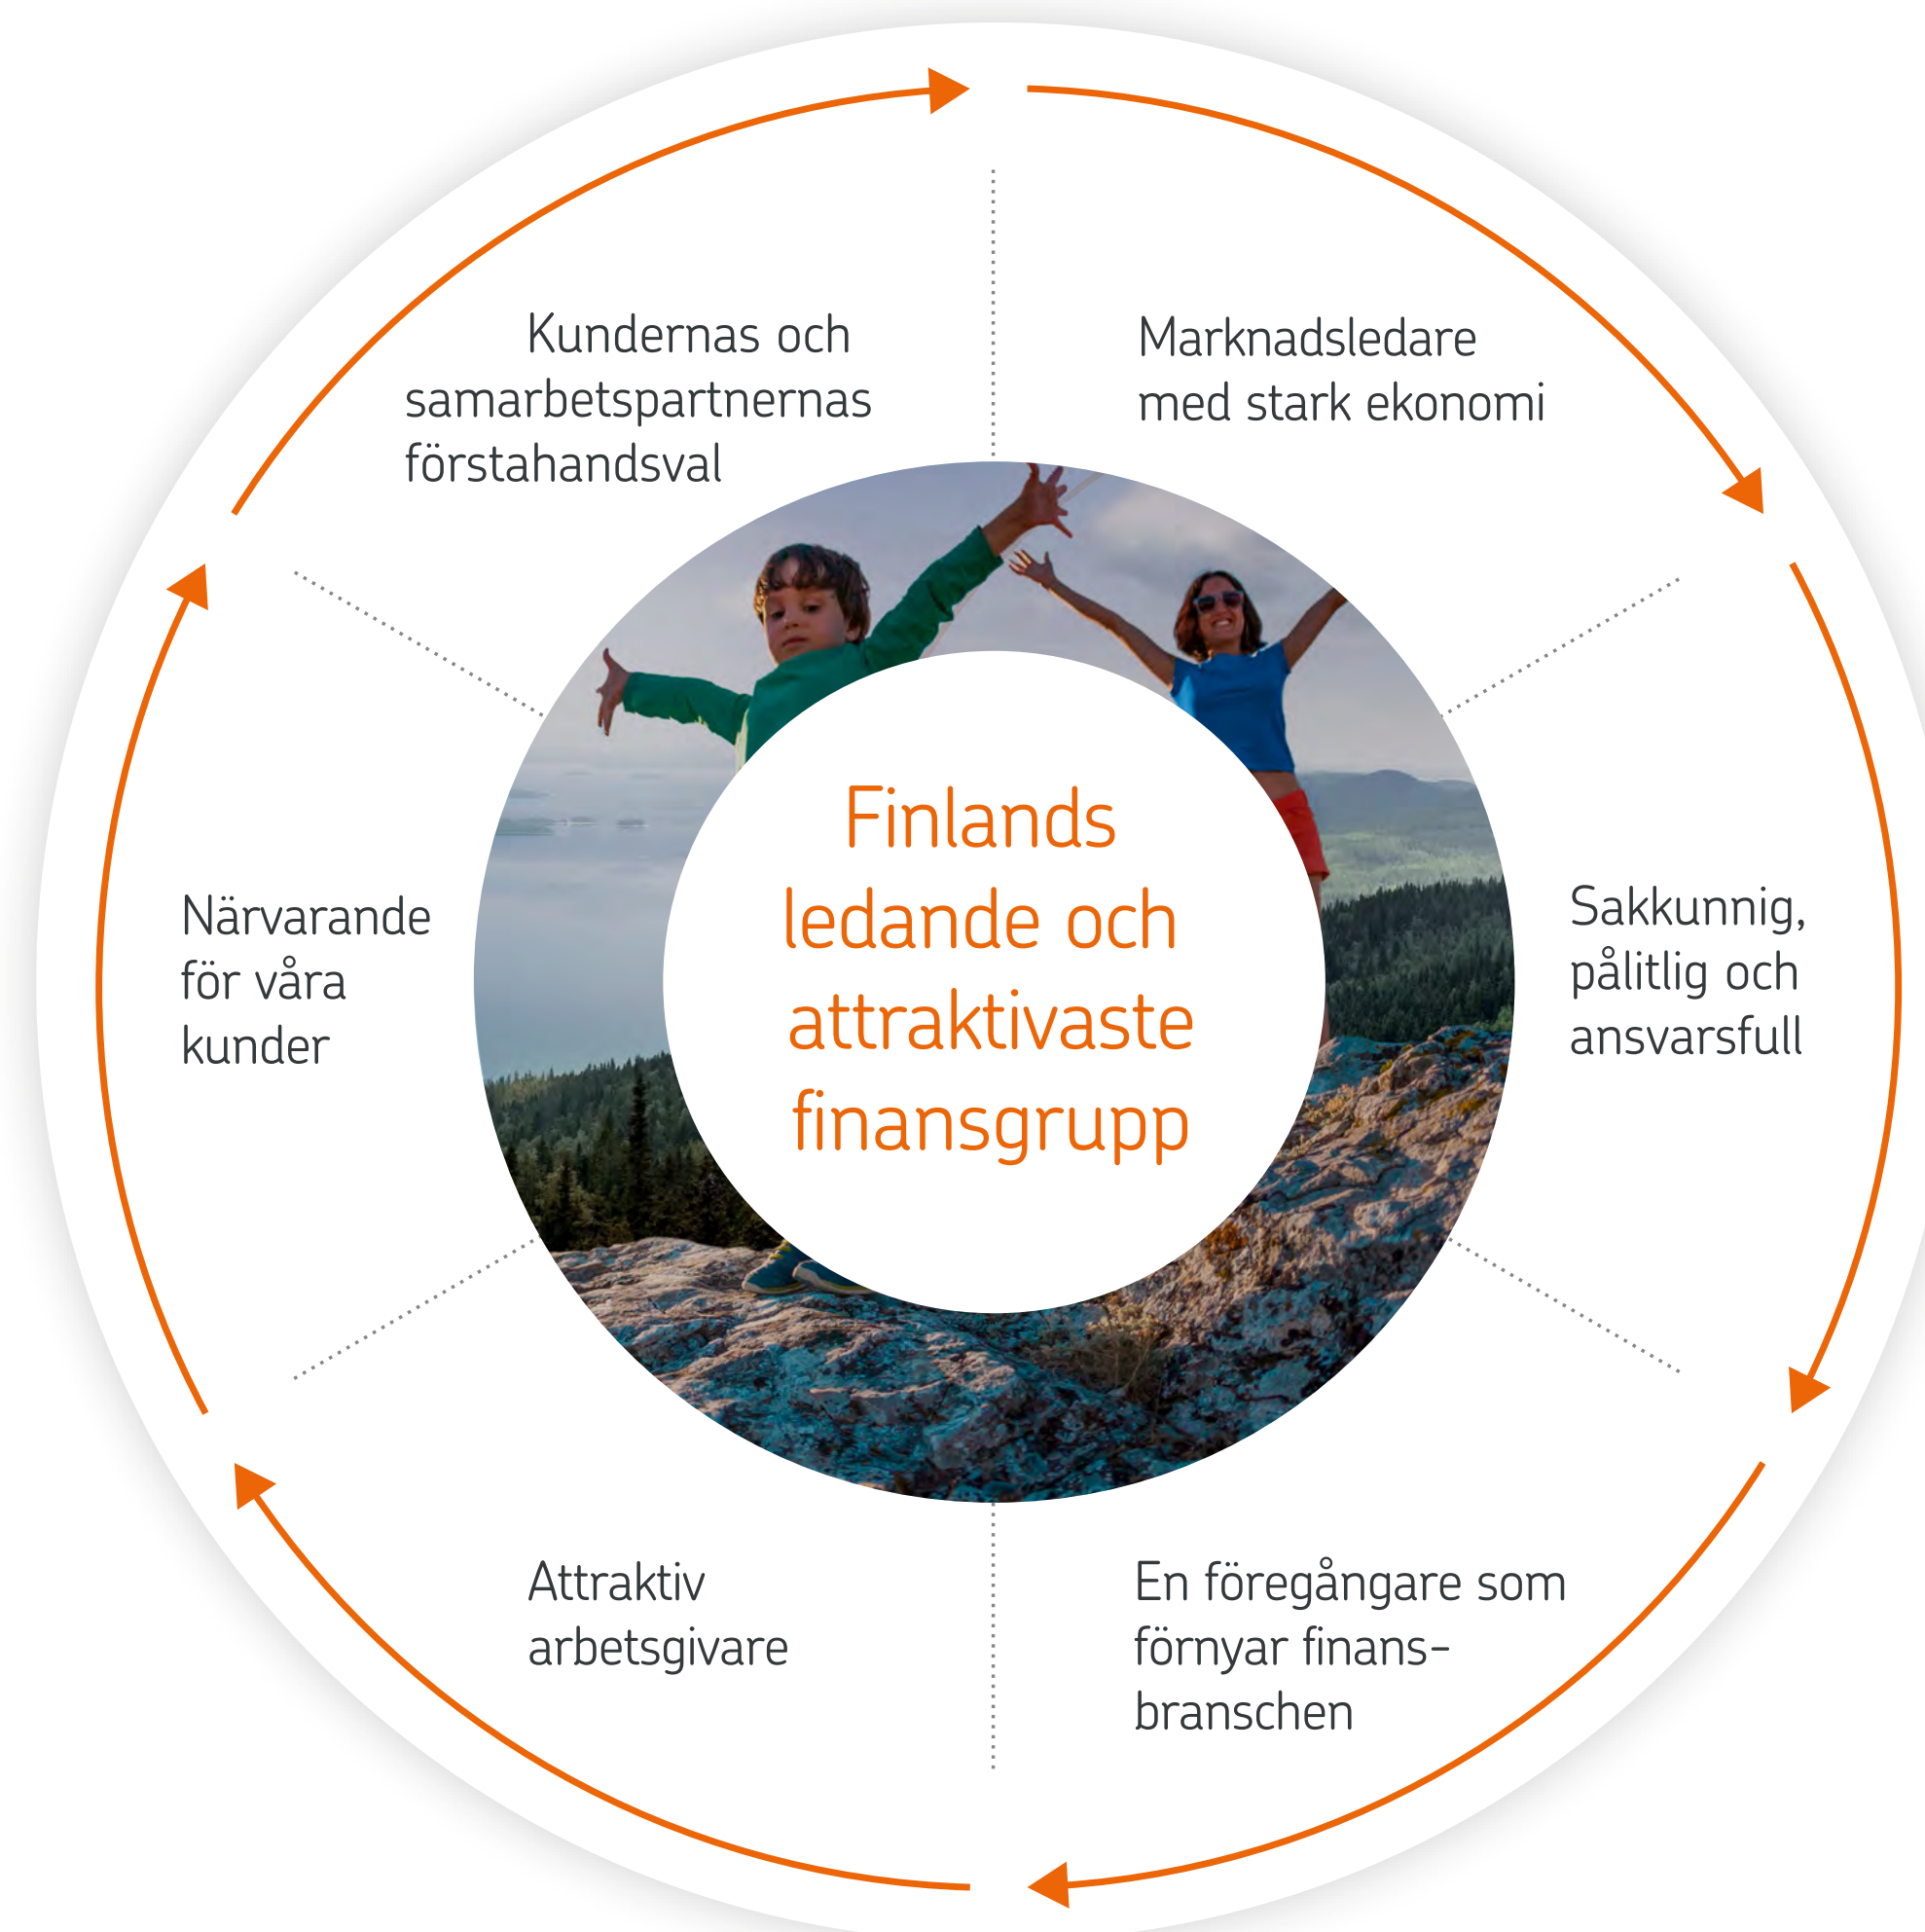 Kundernas och
samarbetspartnernas
förstahandsval
Marknadsledare
med stark ekonomi
Sakkunnig,
pålitlig och
ansvarsfull
En föregångare som
förnyar finans-
branschen
Attraktiv
arbetsgivare
Närvarande
för våra
kunder
Finlands
ledande och
attraktivaste
finansgrupp